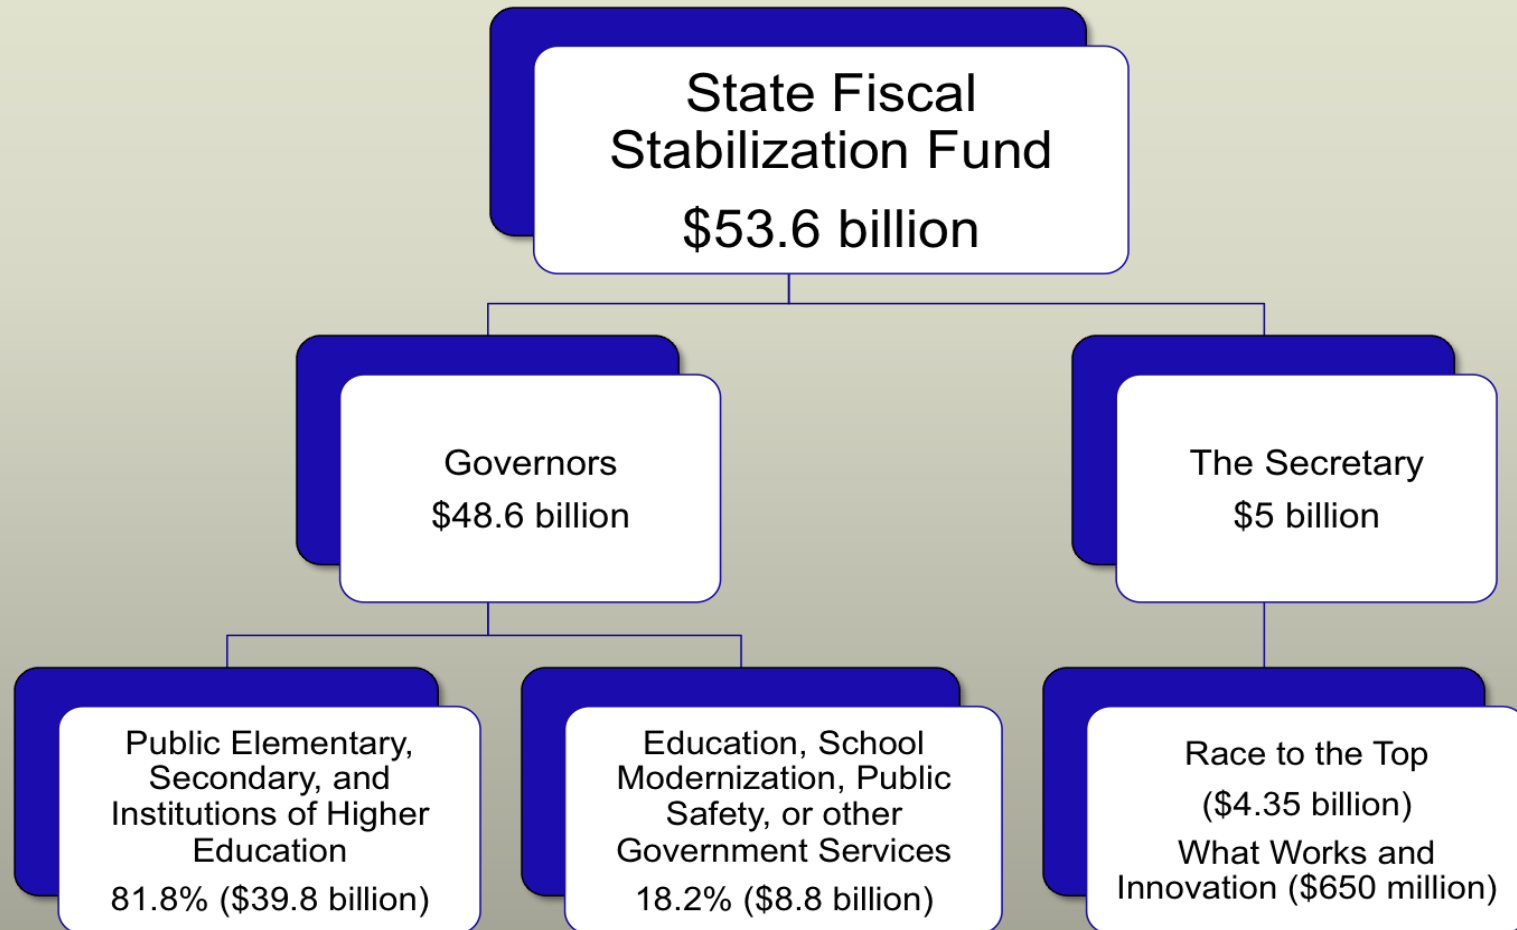 State Fiscal
Stabilization Fund
$53.6 billion
Governors
$48.6 billion
The Secretary
$5 billion
Public Elementary,
Secondary, and
Institutions of Higher
Education
81.8% ($39.8 billion)
Education, School
Modernization, Public
Safety, or other
Government Services
18.2% ($8.8 billion)
Race to the Top
($4.35 billion)
What Works and
Innovation ($650 million)